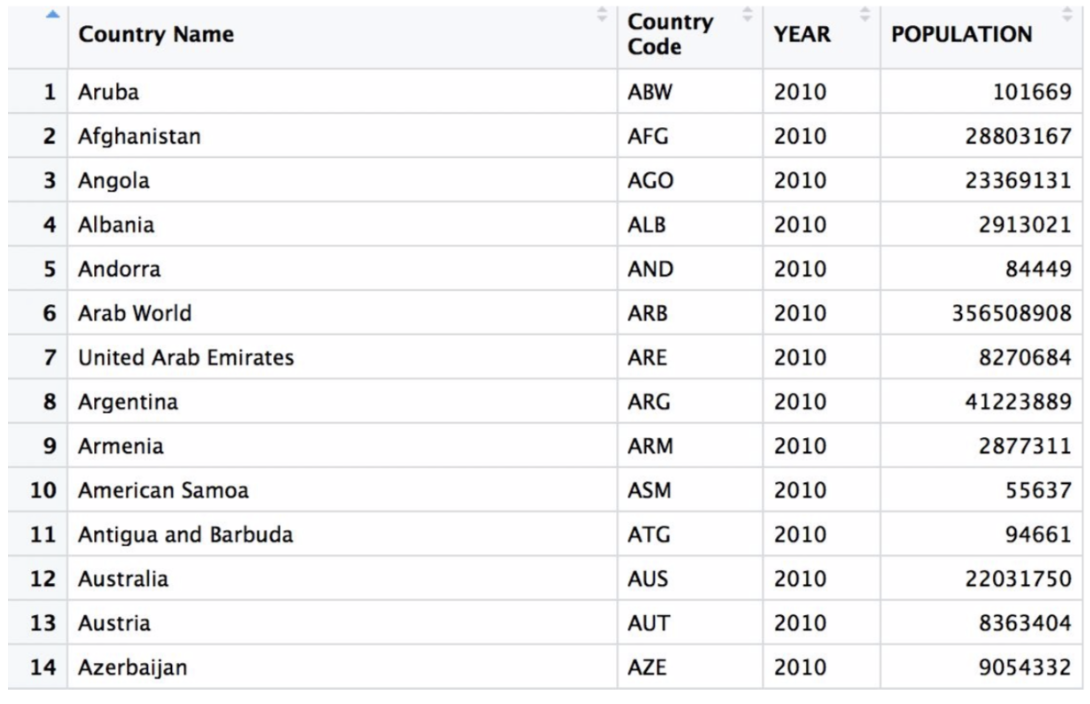 Country Name Country Code YEAR POPULATION
1 Aruba ABW 2010 101669
2 Afghanistan AFG 2010 28803167
3 Angola AGO 2010 23369131
4 Albania ALB 2010 2913021
5 Andorra AND 2010 84449
6 Arab World ARB 2010 356508908
7 United Arab Emirates ARE 2010 8270684
8 Argentina ARG 2010 41223889
9 Armenia ARM 2010 2877311
10 American Samoa ASM 2010 55637
11 Antigua and Barbuda ATG 2010 94661
12 Australia AUS 2010 22031750
13 Austria AUT 2010 8363404
14 Azerbaijan AZE 2010 9054332